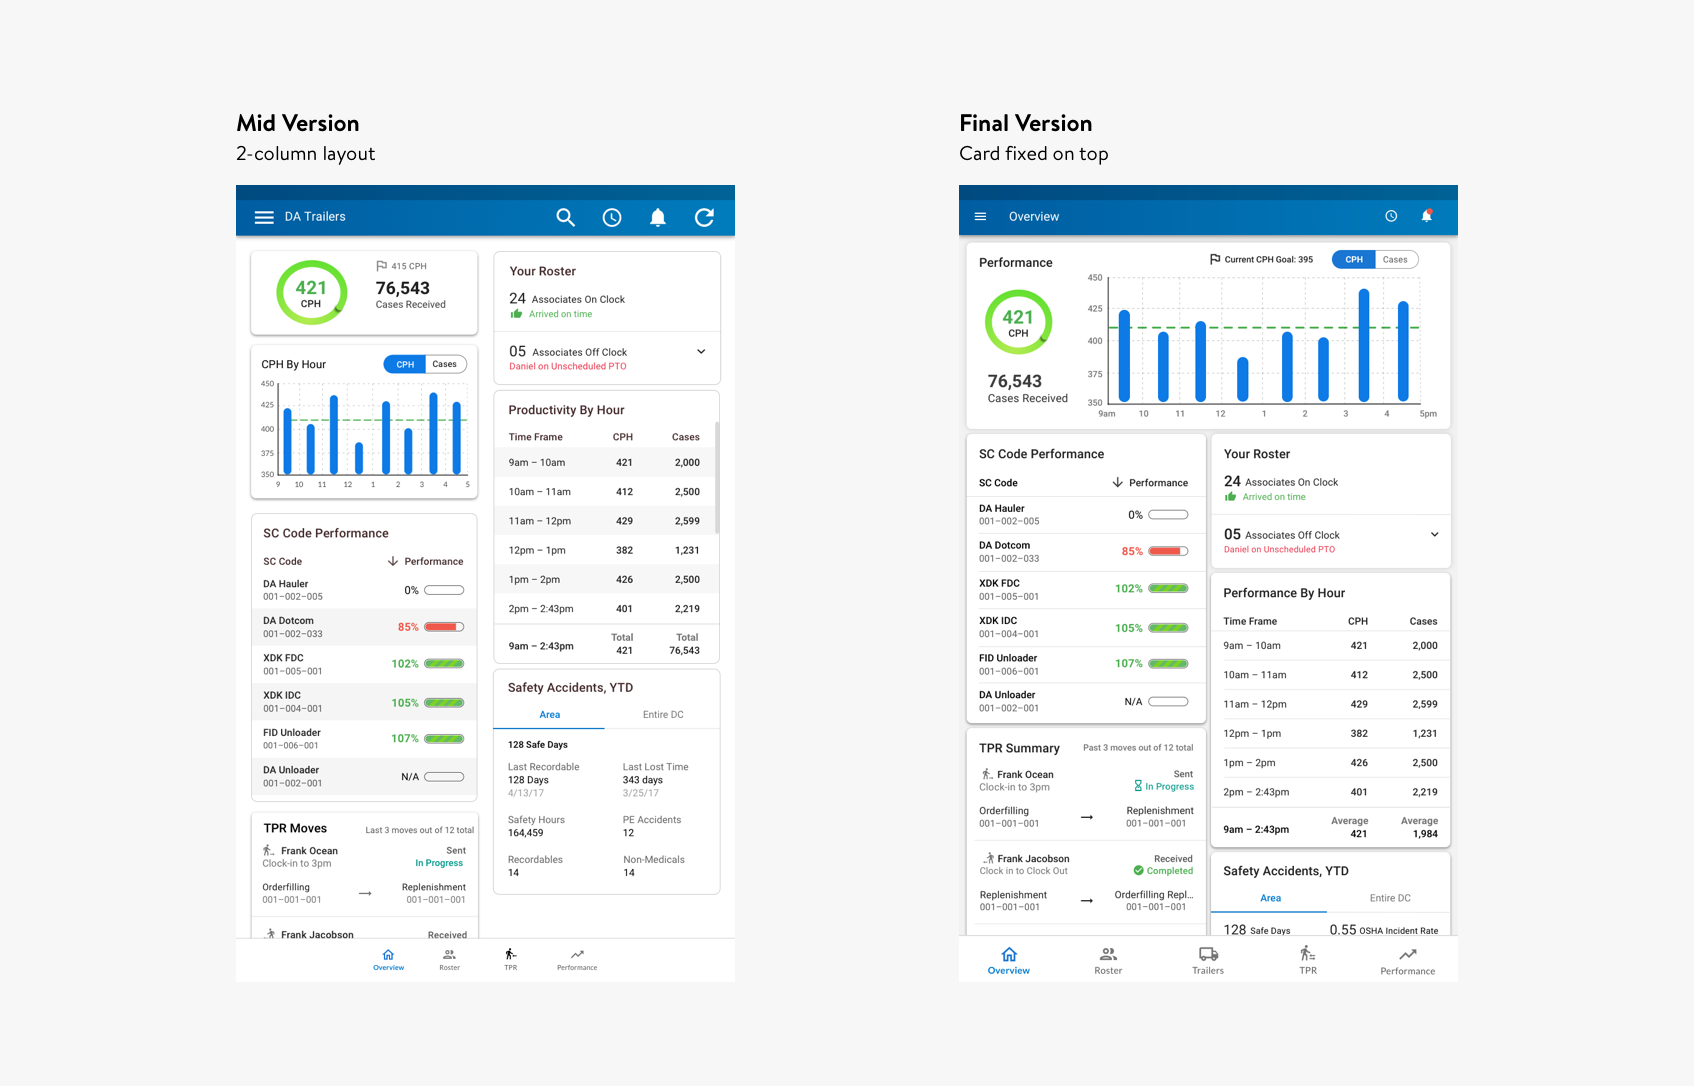 Mid Version
2-column layout
DA Trailers
421
CPH
415 CPH
76,543
Cases Received
CPH By Hour
CPH Cases
450
425
400
375
350
9 10 11 12 1 2 3 4 5
SC Code Performance
SC Code Performance
DA Hauler
001-002-005
0%
DA Dotcom
001-002-033
85%
XDK FDC
001-005-001
102%
XDK IDC
001-004-001
105%
FID Unloader
001-006-001
107%
DA Unloader
001-002-001
N/A
TPR Moves Last 3 moves out of 12 total
Frank Ocean Sent
Clock-in to 3pm In Progress
Orderfilling Replenishment
001-001-001 001-001-001
Frank Jacobson Received
Your Roster
24 Associates On Clock
Arrived on time
05 Associates Off Clock
Daniel on Unscheduled PTO
Productivity By Hour
Time Frame CPH Cases
9am – 10am 421 2,000
10am – 11am 412 2,500
11am – 12pm 429 2,599
12pm – 1pm 382 1,231
1pm – 2pm 426 2,500
2pm – 2:43pm 401 2,219
Total Total
9am – 2:43pm 421 76,543
Safety Accidents, YTD
Area Entire DC
128 Safe Days
Last Recordable Last Lost Time
128 Days 343 days
4/13/17 3/25/17
Safety Hours PE Accidents
164,459 12
Recordables Non-Medicals
14 14
Overview Roster TPR Performance
Final Version
Card fixed on top
Overview
Performance
Current CPH Goal: 395
CPH Cases
421
CPH
76,543
Cases Received
450
425
400
375
350
9am 10 11 12 1 2 3 4 5pm
SC Code Performance
SC Code Performance
DA Hauler
001-002-005
0%
DA Dotcom
001-002-033
85%
XDK FDC
001-005-001
102%
XDK IDC
001-004-001
105%
FID Unloader
001-006-001
107%
DA Unloader
001-002-001
N/A
TPR Summary Past 3 moves out of 12 total
Frank Ocean Sent
Clock-in to 3pm In Progress
Orderfilling Replenishment
001-001-001 001-001-001
Frank Jacobson Received
Clock in to Clock Out Completed
Replenishment Orderfilling Repl...
001-001-001 001-001-001
Your Roster
24 Associates On Clock
Arrived on time
05 Associates Off Clock
Daniel on Unscheduled PTO
Performance By Hour
Time Frame CPH Cases
9am – 10am 421 2,000
10am – 11am 412 2,500
11am – 12pm 429 2,599
12pm – 1pm 382 1,231
1pm – 2pm 426 2,500
2pm – 2:43pm 401 2,219
Average Average
9am – 2:43pm 421 1,984
Safety Accidents, YTD
Area Entire DC
128 Safe Days 0.55 OSHA Incident Rate
Overview Roster Trailers TPR Performance